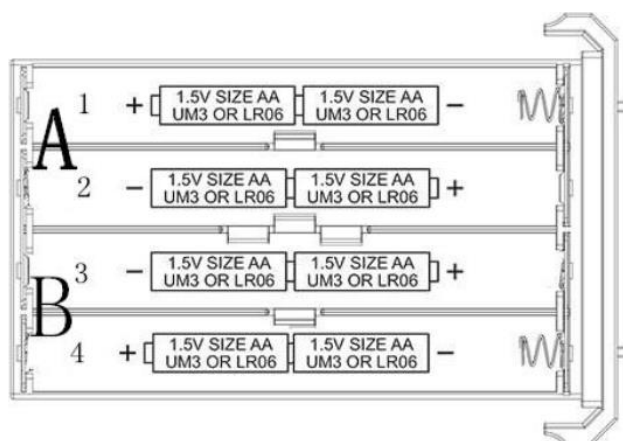 1 + 1.5V SIZE AA 1.5V SIZE AA -
UM3 OR LR06 UM3 OR LR06
A
2 - 1.5V SIZE AA 1.5V SIZE AA +
UM3 OR LR06 UM3 OR LR06
3 - 1.5V SIZE AA 1.5V SIZE AA +
UM3 OR LR06 UM3 OR LR06
B
4 + 1.5V SIZE AA 1.5V SIZE AA -
UM3 OR LR06 UM3 OR LR06